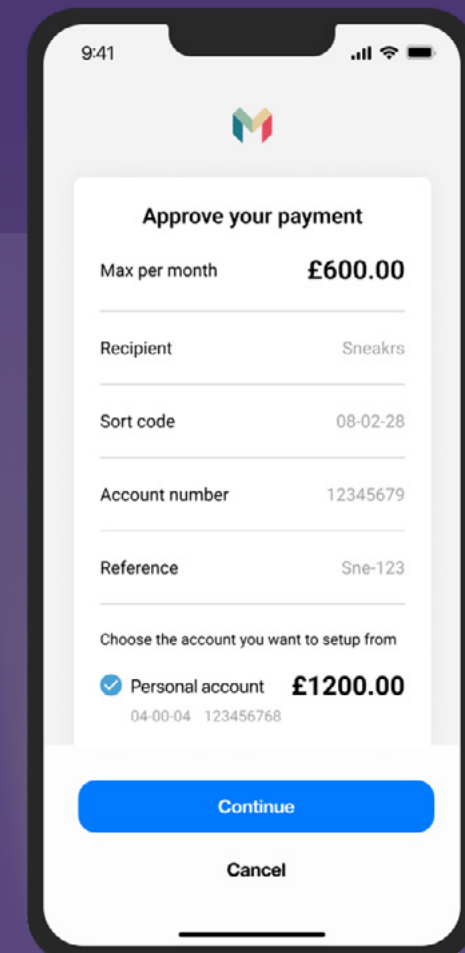 9:41
Approve your payment
Max per month £600.00
Recipient Sneakrs
Sort code 08-02-28
Account number 12345679
Reference Sne-123
Choose the account you want to setup from
Personal account £1200.00
04-00-04 123456768
Continue
Cancel